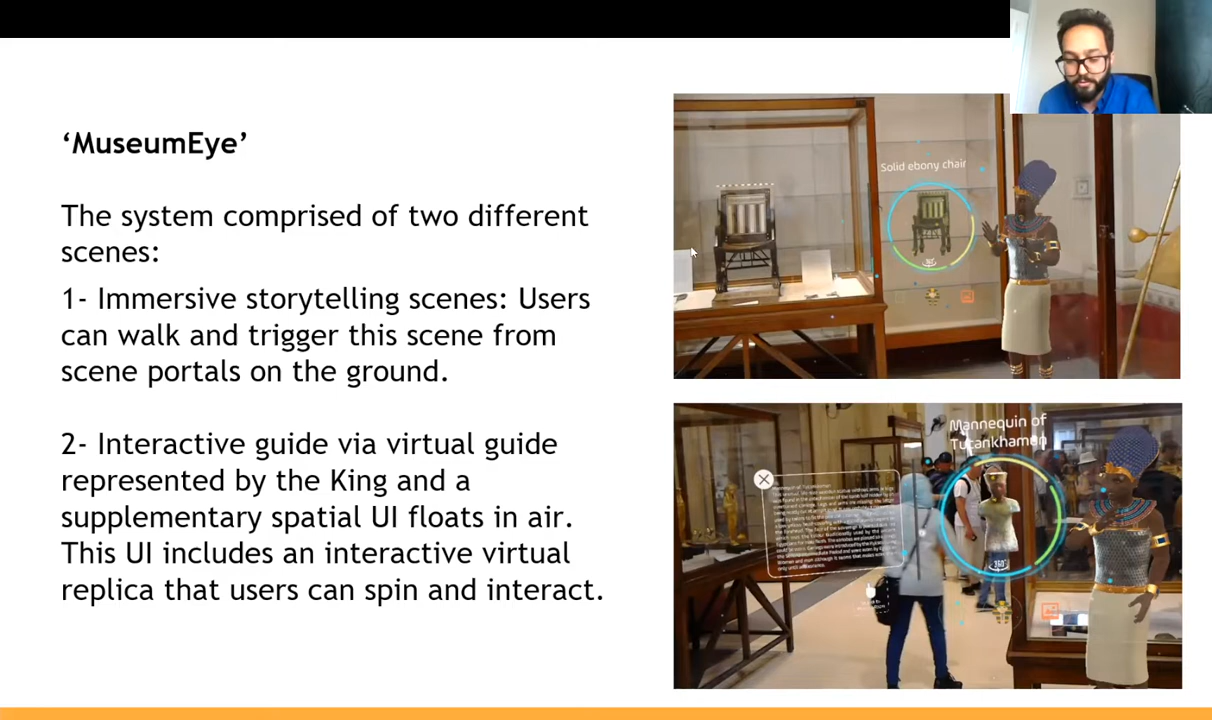 ‘MuseumEye’
The system comprised of two different
scenes:
1- Immersive storytelling scenes: Users
can walk and trigger this scene from
scene portals on the ground.
2- Interactive guide via virtual guide
represented by the King and a
supplementary spatial UI floats in air.
This UI includes an interactive virtual
replica that users can spin and interact.
Solid ebony chair
360°
Mannequin of
Tutankhamun
360°